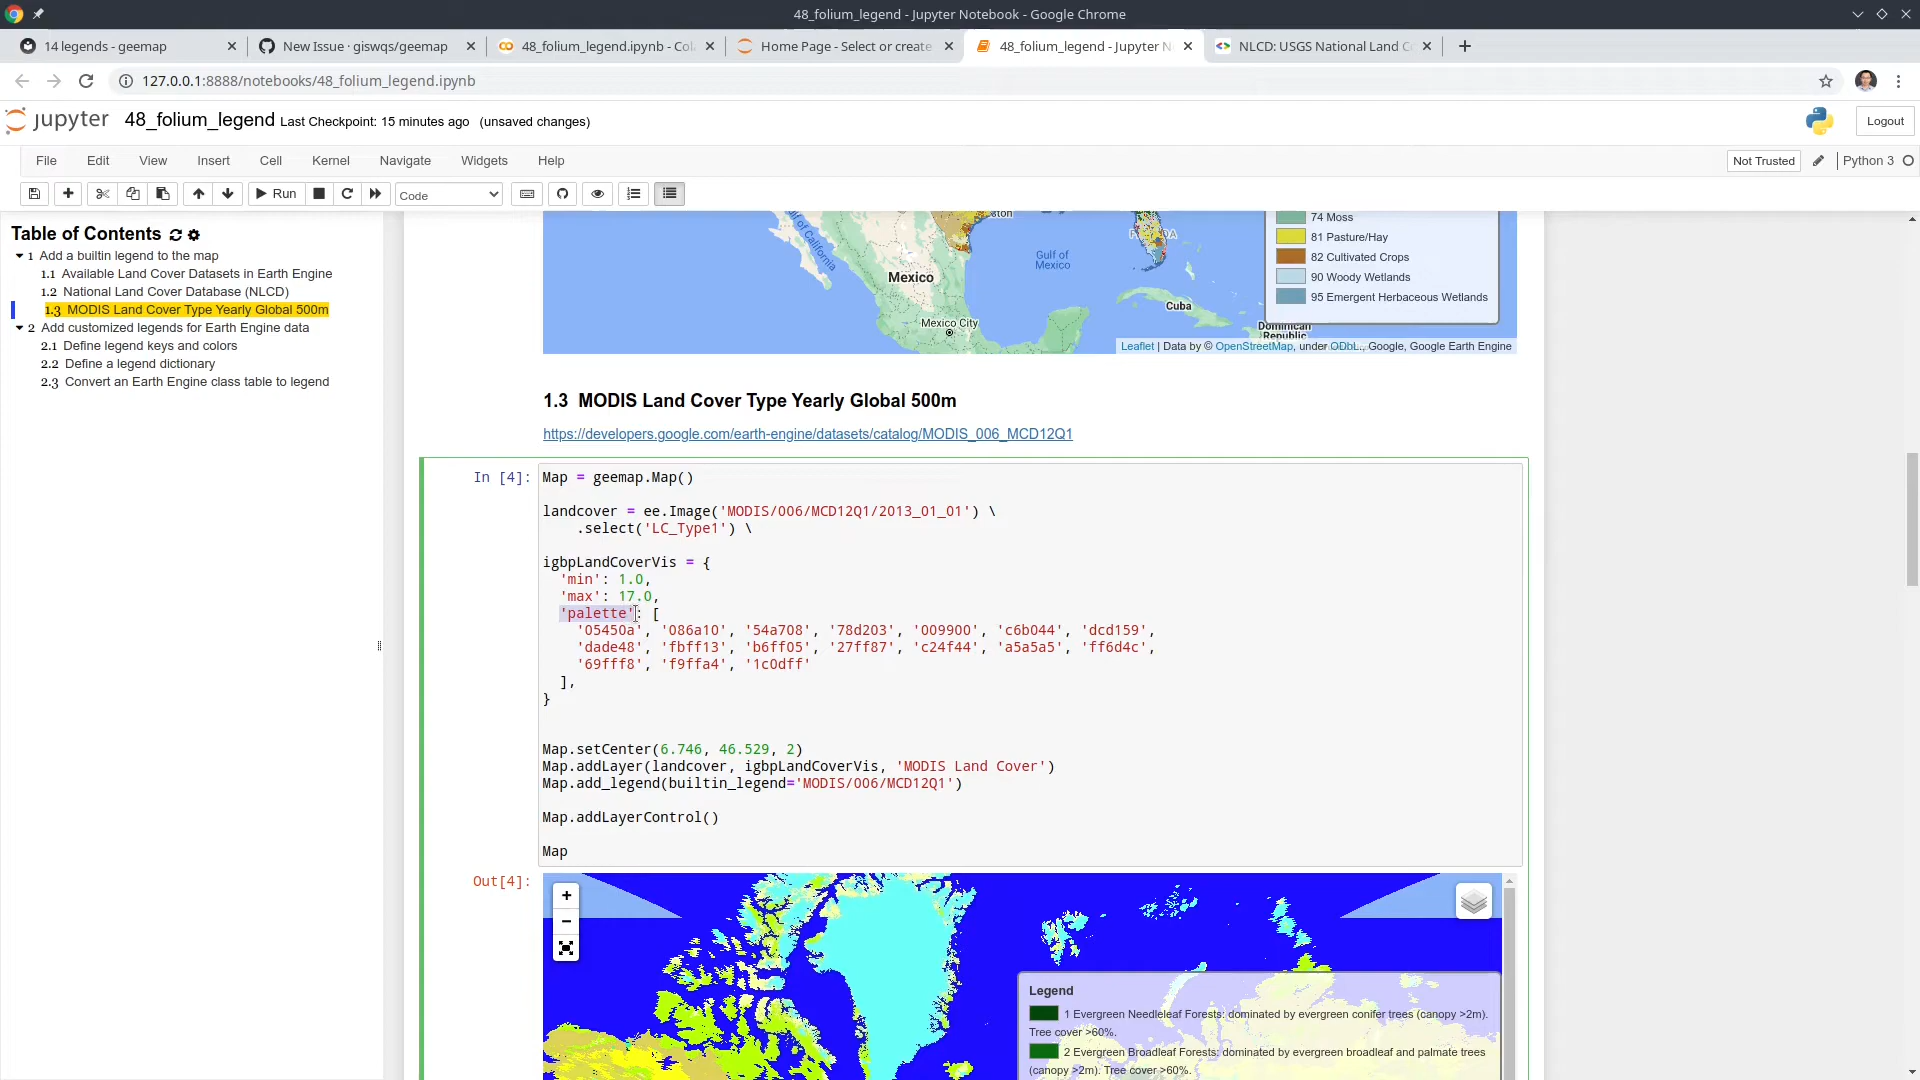 48_folium_legend - Jupyter Notebook - Google Chrome
14 legends - geemap
New Issue · giswqs/geemap
48_folium_legend.ipynb - Col
Home Page - Select or create
48_folium_legend - Jupyter N
NLCD: USGS National Land C
127.0.0.1:8888/notebooks/48_folium_legend.ipynb
jupyter 48_folium_legend Last Checkpoint: 15 minutes ago (unsaved changes)
Logout
File Edit View Insert Cell Kernel Navigate Widgets Help
Not Trusted
Python 3
Run
Code
Table of Contents
1 Add a builtin legend to the map
1.1 Available Land Cover Datasets in Earth Engine
1.2 National Land Cover Database (NLCD)
1.3 MODIS Land Cover Type Yearly Global 500m
2 Add customized legends for Earth Engine data
2.1 Define legend keys and colors
2.2 Define a legend dictionary
2.3 Convert an Earth Engine class table to legend
Gulf of California
Mexico
Mexico City
Gulf of
Mexico
Cuba
Dominican
Republic
74 Moss
81 Pasture/Hay
82 Cultivated Crops
90 Woody Wetlands
95 Emergent Herbaceous Wetlands
Leaflet | Data by © OpenStreetMap, under ODbL., Google, Google Earth Engine
1.3 MODIS Land Cover Type Yearly Global 500m
https://developers.google.com/earth-engine/datasets/catalog/MODIS_006_MCD12Q1
In [4]:
Map = geemap.Map()
landcover = ee.Image('MODIS/006/MCD12Q1/2013_01_01') \
.select('LC_Type1') \
igbpLandCoverVis = {
'min': 1.0,
'max': 17.0,
'palette': [
'05450a', '086a10', '54a708', '78d203', '009900', 'c6b044', 'dcd159',
'dade48', 'fbff13', 'b6ff05', '27ff87', 'c24f44', 'a5a5a5', 'ff6d4c',
'69fff8', 'f9ffa4', '1c0dff'
],
}
Map.setCenter(6.746, 46.529, 2)
Map.addLayer(landcover, igbpLandCoverVis, 'MODIS Land Cover')
Map.add_legend(builtin_legend='MODIS/006/MCD12Q1')
Map.addLayerControl()
Map
Out[4]:
+
−
Legend
1 Evergreen Needleleaf Forests: dominated by evergreen conifer trees (canopy >2m).
Tree cover >60%.
2 Evergreen Broadleaf Forests: dominated by evergreen broadleaf and palmate trees
(canopy >2m). Tree cover >60%.